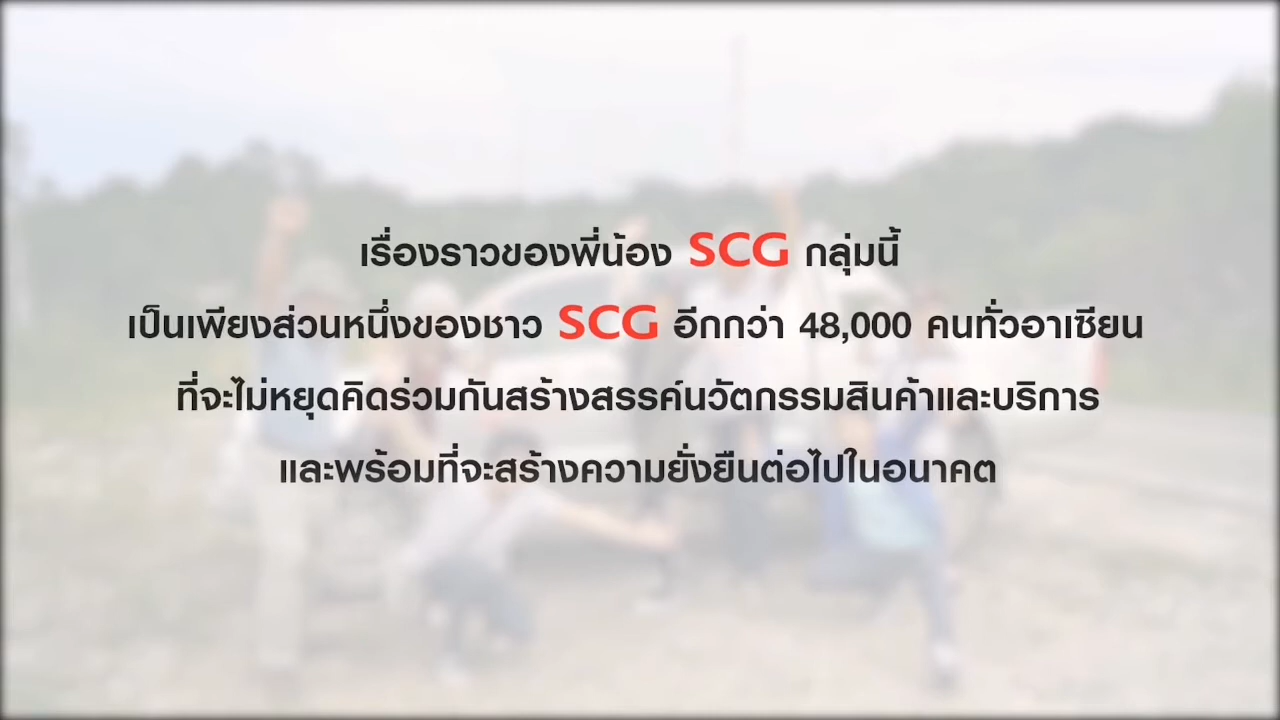 เรื่องราวของพี่น้อง SCG กลุ่มนี้
เป็นเพียงส่วนหนึ่งของชาว SCG อีกกว่า 48,000 คนทั่วอาเซียน
ที่จะไม่หยุดคิดร่วมกันสร้างสรรค์นวัตกรรมสินค้าและบริการ
และพร้อมที่จะสร้างความยั่งยืนต่อไปในอนาคต